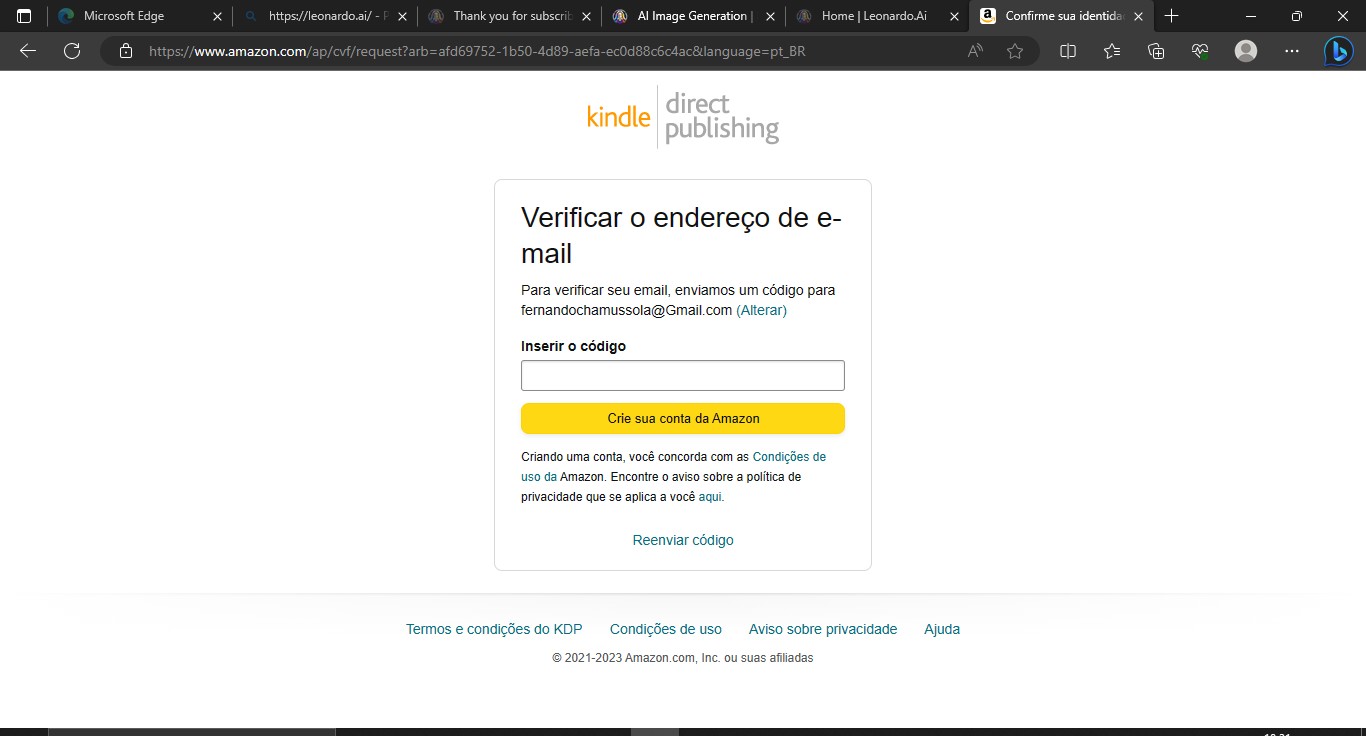 Microsoft Edge
https://leonardo.ai/ - P
Thank you for subscrib
AI Image Generation |
Home | Leonardo.Ai
Confirme sua identida
https://www.amazon.com/ap/cvf/request?arb=afd69752-1b50-4d89-aefa-ec0d88c6c4ac&language=pt_BR
kindle
direct
publishing
Verificar o endereço de e-
mail
Para verificar seu email, enviamos um código para
fernandochamussola@Gmail.com (Alterar)
Inserir o código
Crie sua conta da Amazon
Criando uma conta, você concorda com as Condições de
uso da Amazon. Encontre o aviso sobre a política de
privacidade que se aplica a você aqui.
Reenviar código
Termos e condições do KDP Condições de uso Aviso sobre privacidade Ajuda
© 2021-2023 Amazon.com, Inc. ou suas afiliadas